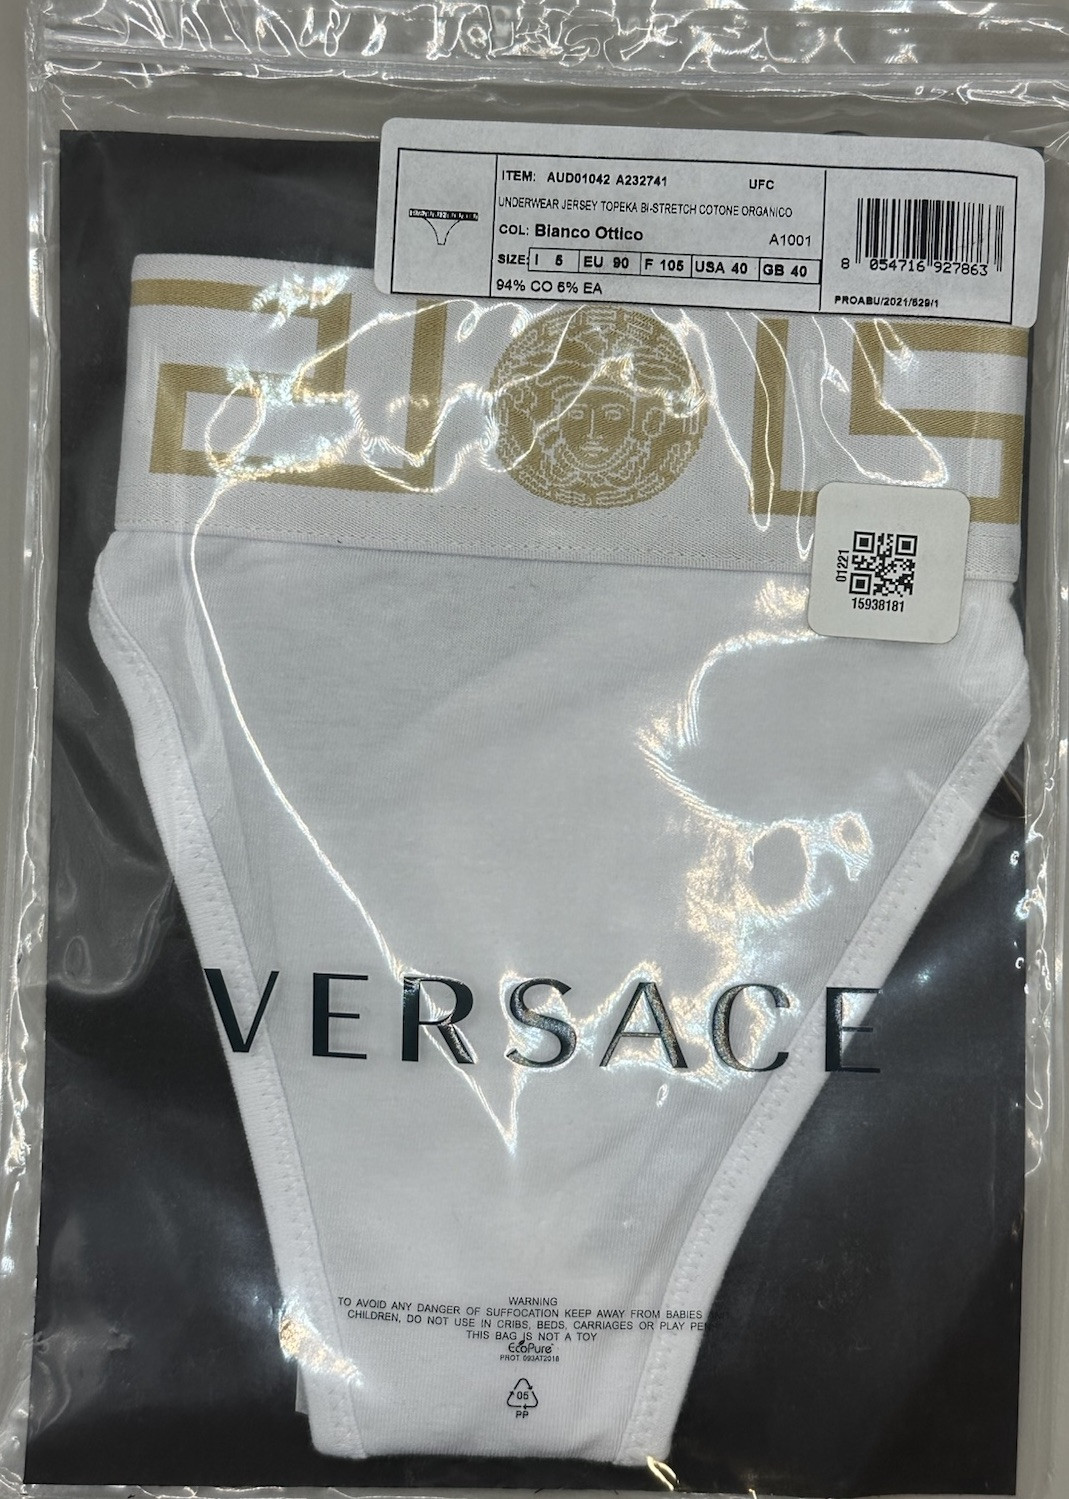 ITEM: AUD01042 A232741 UFC
UNDERWEAR JERSEY TOPEKA BI-STRETCH COTONE ORGANICO
COL: Bianco Ottico A1001
SIZE: I 5 EU 90 F 105 USA 40 GB 40
94% CO 6% EA
8 054716 927863
PROABU/2021/629/1
01221
15938181
VERSACE
WARNING
TO AVOID ANY DANGER OF SUFFOCATION KEEP AWAY FROM BABIES
CHILDREN, DO NOT USE IN CRIBS, BEDS, CARRIAGES OR PLAY
THIS BAG IS NOT A TOY
EcoPure
PROT 093AT2018
05
PP